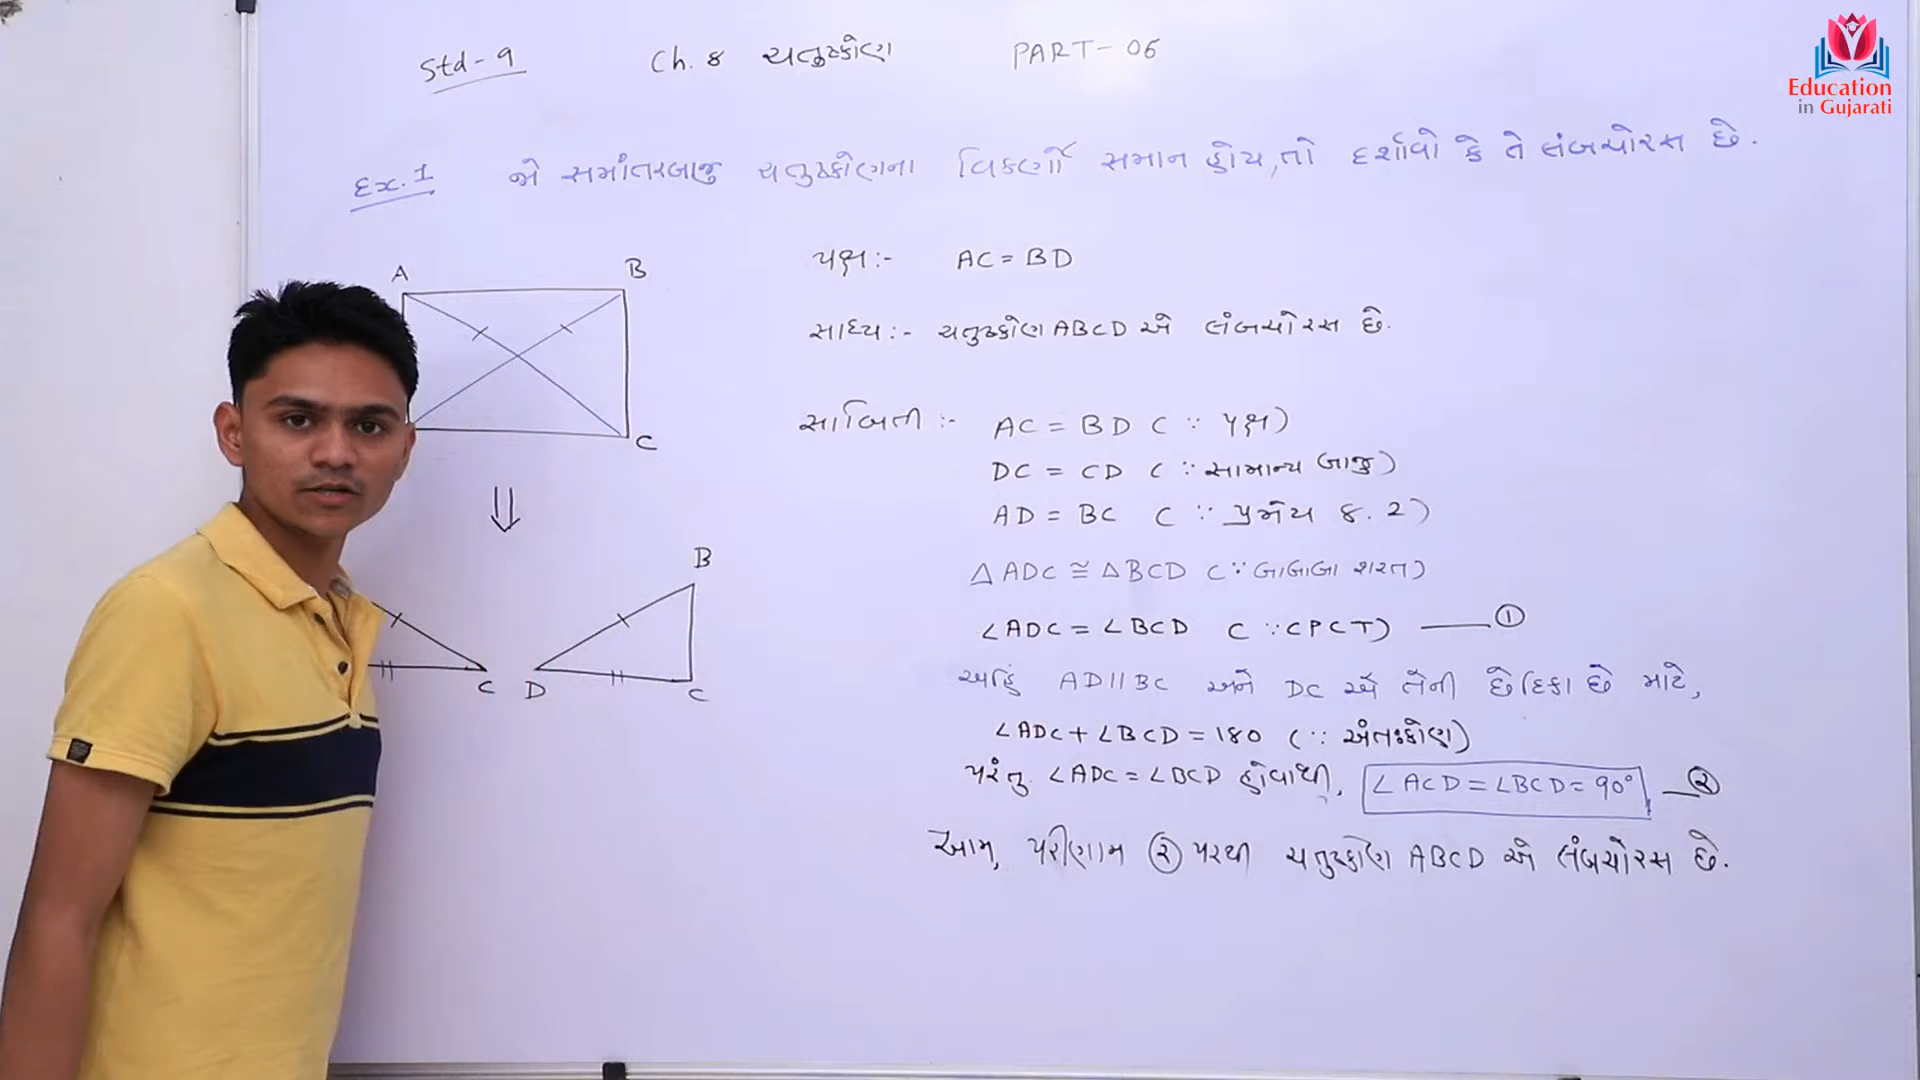 Std-9 Ch. 8 ચતુષ્કોણ PART-06
Education
in Gujarati
Ex. 1 જો સમાંતરબાજુ ચતુષ્કોણના વિકર્ણો સમાન હોય, તો દર્શાવો કે તે લંબચોરસ છે.
A B
C
પક્ષ:- AC = BD
સાધ્ય:- ચતુષ્કોણ ABCD એ લંબચોરસ છે.
સાબિતી:- AC = BD (∵ પક્ષ)
DC = CD (∵ સામાન્ય બાજુ)
AD = BC (∵ પ્રમેય ૮.2)
B
C D C
△ADC ≅ △BCD (∵ બાબાબા શરત)
∠ADC = ∠BCD (∵ CPCT) —— ①
અહિં AD||BC અને DC એ તેની છેદિકા છે માટે,
∠ADC + ∠BCD = 180 (∵ અંતઃકોણ)
પરંતુ ∠ADC = ∠BCD હોવાથી, ∠ACD = ∠BCD = 90° — ②
આમ, પરીણામ ② પરથી ચતુષ્કોણ ABCD એ લંબચોરસ છે.